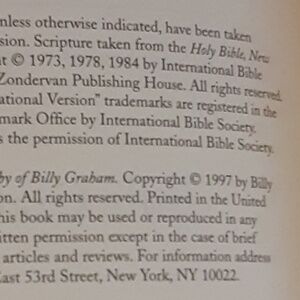 nless otherwise indicated, have been taken
sion. Scripture taken from the Holy Bible, New
ht © 1973, 1978, 1984 by International Bible
Zondervan Publishing House. All rights reserved.
ational Version" trademarks are registered in the
mark Office by International Bible Society.
s the permission of International Bible Society.
by of Billy Graham. Copyright © 1997 by Billy
on. All rights reserved. Printed in the United
his book may be used or reproduced in any
itten permission except in the case of brief
articles and reviews. For information address
East 53rd Street, New York, NY 10022.